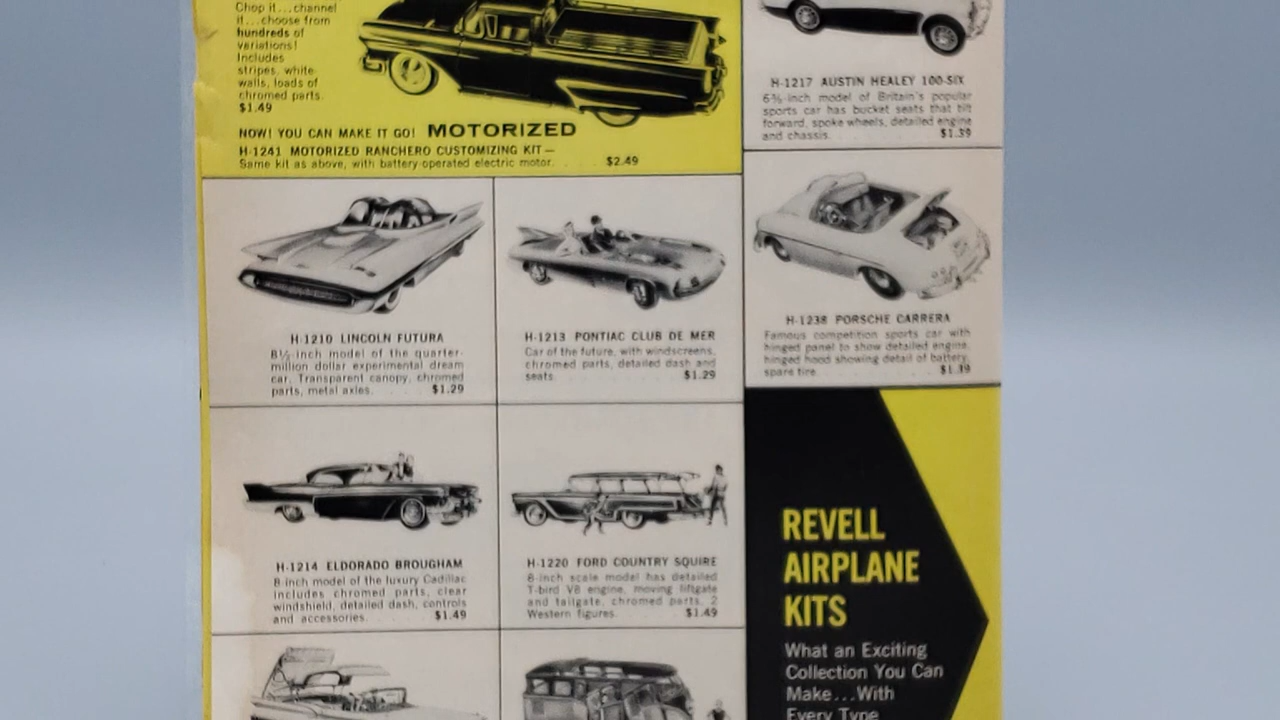 Chop it...channel
it...choose from
hundreds of
variations!
Includes
stripes, white-
walls, loads of
chromed parts.
$1.49
NOW! YOU CAN MAKE IT GO! MOTORIZED
H-1241 MOTORIZED RANCHERO CUSTOMIZING KIT—
Same kit as above, with battery-operated electric motor. . . . . $2.49
H-1210 LINCOLN FUTURA
8½-inch model of the quarter-
million dollar experimental dream
car. Transparent canopy, chromed
parts, metal axles. . . . . $1.29
H-1213 PONTIAC CLUB DE MER
Car of the future, with windscreens,
chromed parts, detailed dash and
seats. . . . . $1.29
H-1214 ELDORADO BROUGHAM
8-inch model of the luxury Cadillac
includes chromed parts, clear
windshield, detailed dash, controls
and accessories. . . . . $1.49
H-1220 FORD COUNTRY SQUIRE
8-inch scale model has detailed
T-bird V8 engine, moving liftgate
and tailgate, chromed parts, 2
Western figures. . . . . $1.49
H-1217 AUSTIN HEALEY 100-SIX
6¾-inch model of Britain's popular
sports car has bucket seats that tilt
forward, spoke wheels, detailed engine
and chassis. . . . . $1.39
H-1238 PORSCHE CARRERA
Famous competition sports car with
hinged panel to show detailed engine,
hinged hood showing detail of battery,
spare tire. . . . . $1.39
REVELL
AIRPLANE
KITS
What an Exciting
Collection You Can
Make...With
Every Type